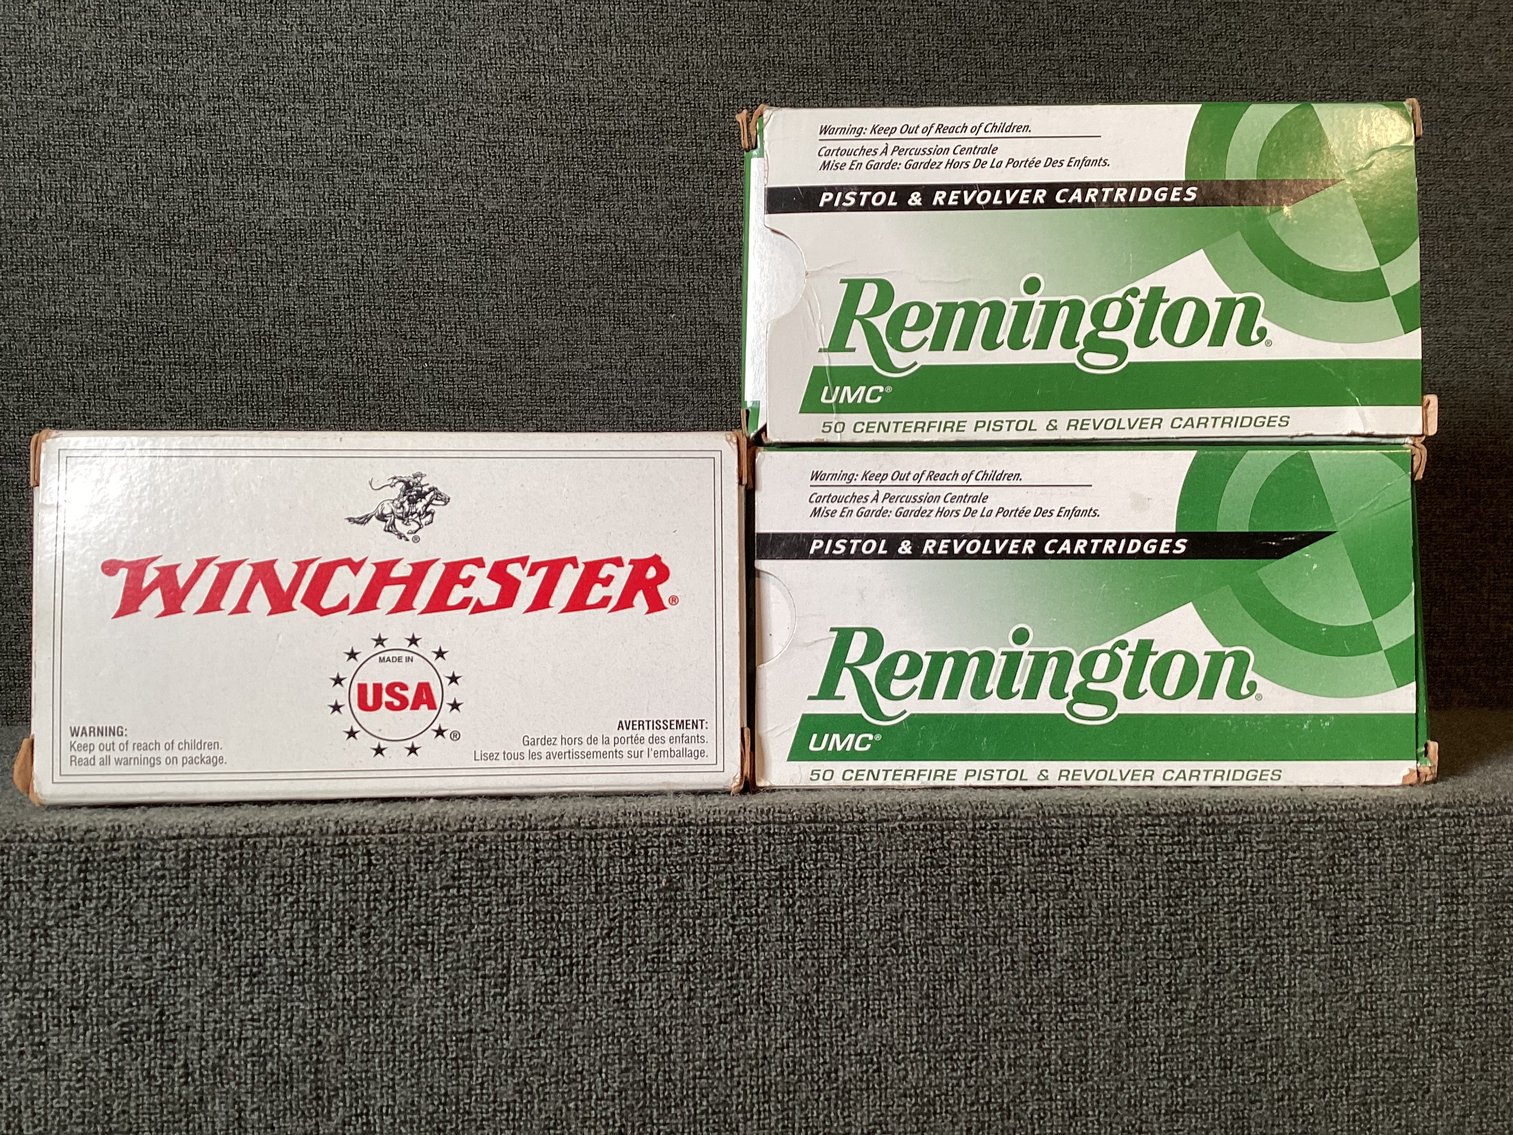 WINCHESTER®
MADE IN
USA
®
WARNING:
Keep out of reach of children.
Read all warnings on package.
AVERTISSEMENT:
Gardez hors de la portée des enfants.
Lisez tous les avertissements sur l'emballage.
Warning: Keep Out of Reach of Children.
Cartouches À Percussion Centrale
Mise En Garde: Gardez Hors De La Portée Des Enfants.
PISTOL & REVOLVER CARTRIDGES
Remington®
UMC®
50 CENTERFIRE PISTOL & REVOLVER CARTRIDGES
Warning: Keep Out of Reach of Children.
Cartouches À Percussion Centrale
Mise En Garde: Gardez Hors De La Portée Des Enfants.
PISTOL & REVOLVER CARTRIDGES
Remington®
UMC®
50 CENTERFIRE PISTOL & REVOLVER CARTRIDGES